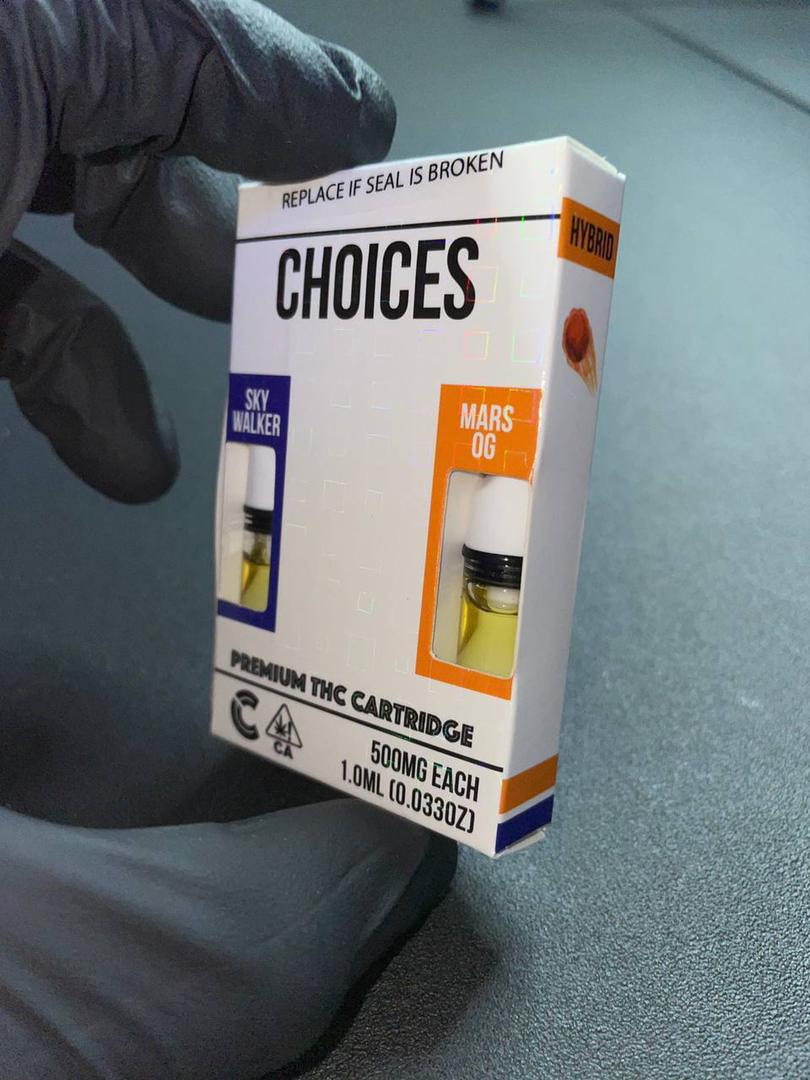 REPLACE IF SEAL IS BROKEN
CHOICES
HYBRID
SKY
WALKER
MARS
OG
PREMIUM THC CARTRIDGE
CA
500MG EACH
1.0ML (0.033OZ)